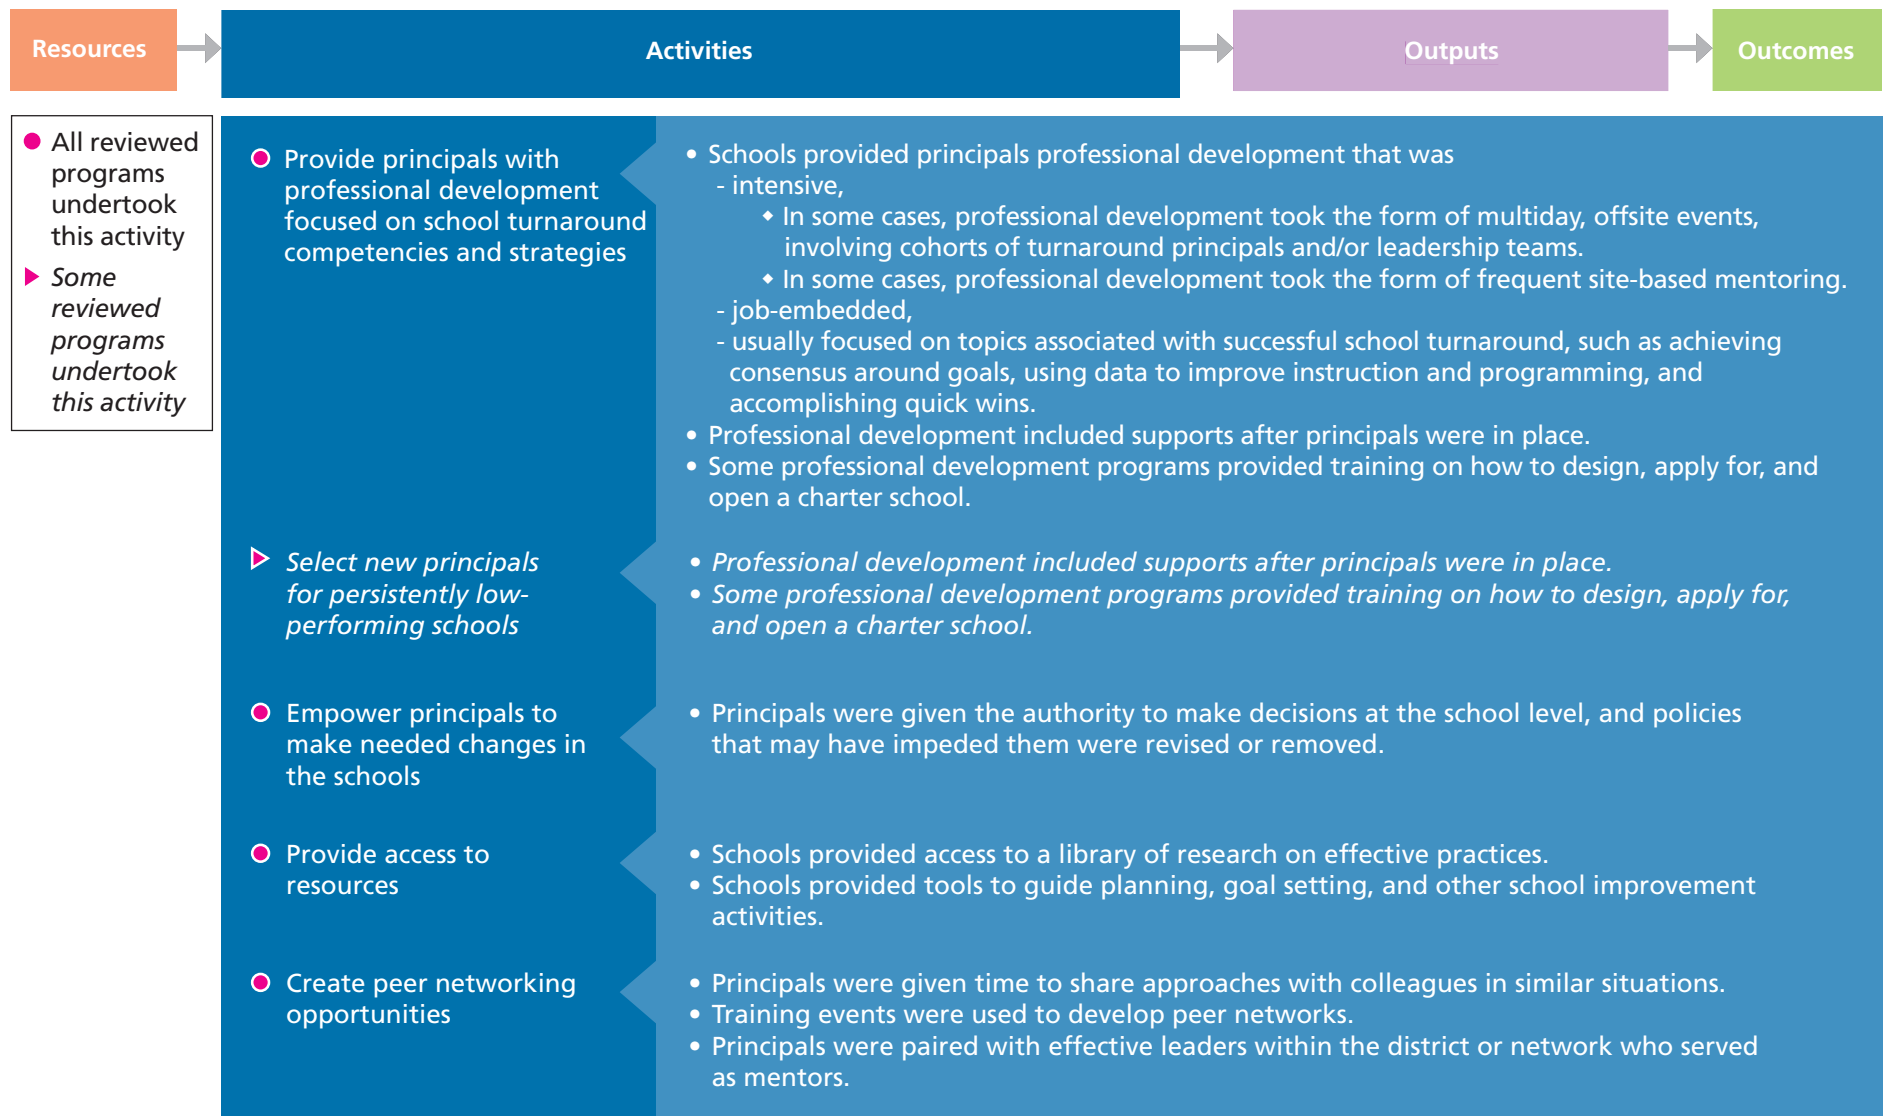 Resources
Activities
Outputs
Outcomes
● All reviewed
programs
undertook
this activity
▶ Some
reviewed
programs
undertook
this activity
Provide principals with
professional development
focused on school turnaround
competencies and strategies
• Schools provided principals professional development that was
- intensive,
◆ In some cases, professional development took the form of multiday, offsite events,
involving cohorts of turnaround principals and/or leadership teams.
◆ In some cases, professional development took the form of frequent site-based mentoring.
- job-embedded,
- usually focused on topics associated with successful school turnaround, such as achieving
consensus around goals, using data to improve instruction and programming, and
accomplishing quick wins.
• Professional development included supports after principals were in place.
• Some professional development programs provided training on how to design, apply for, and
open a charter school.
Select new principals
for persistently low-
performing schools
• Professional development included supports after principals were in place.
• Some professional development programs provided training on how to design, apply for,
and open a charter school.
Empower principals to
make needed changes in
the schools
• Principals were given the authority to make decisions at the school level, and policies
that may have impeded them were revised or removed.
Provide access to
resources
• Schools provided access to a library of research on effective practices.
• Schools provided tools to guide planning, goal setting, and other school improvement
activities.
Create peer networking
opportunities
• Principals were given time to share approaches with colleagues in similar situations.
• Training events were used to develop peer networks.
• Principals were paired with effective leaders within the district or network who served
as mentors.